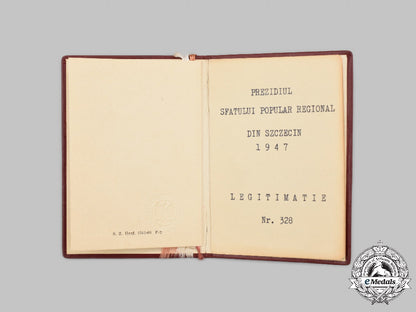 PREZIDIUL
SFATULUI POPULAR REGIONAL
DIN SZCZECIN
1947
LEGITIMATIE
Nr. 328
eMedals